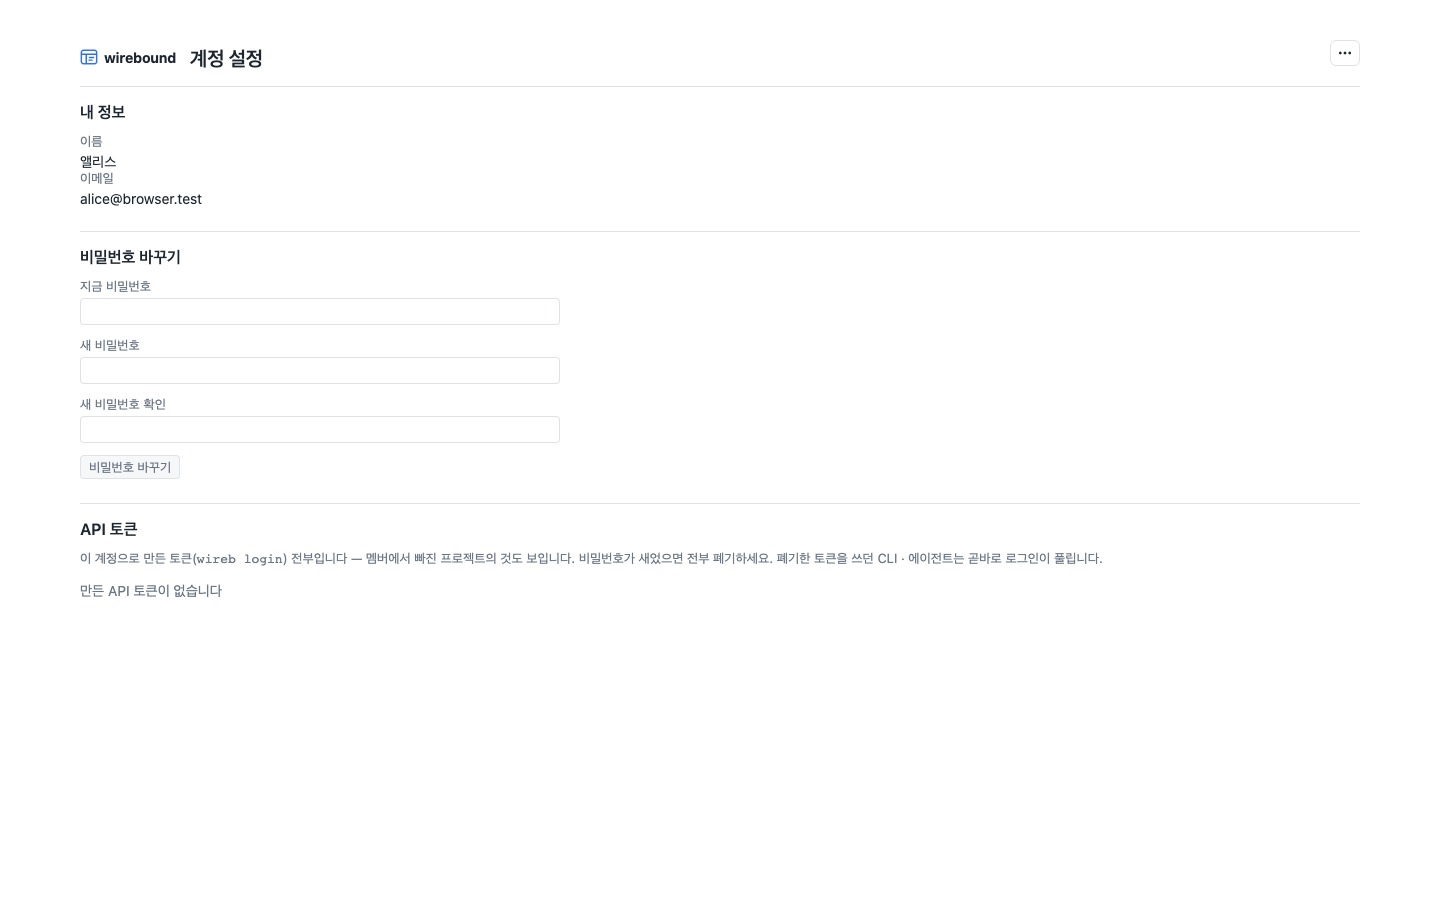 wirebound 계정 설정
내 정보
이름
앨리스
이메일
alice@browser.test
비밀번호 바꾸기
지금 비밀번호
새 비밀번호
새 비밀번호 확인
비밀번호 바꾸기
API 토큰
이 계정으로 만든 토큰(wireb login) 전부입니다 — 멤버에서 빠진 프로젝트의 것도 보입니다. 비밀번호가 새었으면 전부 폐기하세요. 폐기한 토큰을 쓰던 CLI · 에이전트는 곧바로 로그인이 풀립니다.
만든 API 토큰이 없습니다